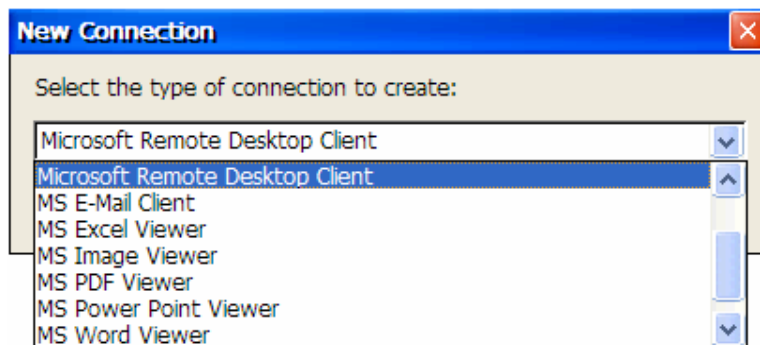 New Connection
Select the type of connection to create:
Microsoft Remote Desktop Client
Microsoft Remote Desktop Client
MS E-Mail Client
MS Excel Viewer
MS Image Viewer
MS PDF Viewer
MS Power Point Viewer
MS Word Viewer